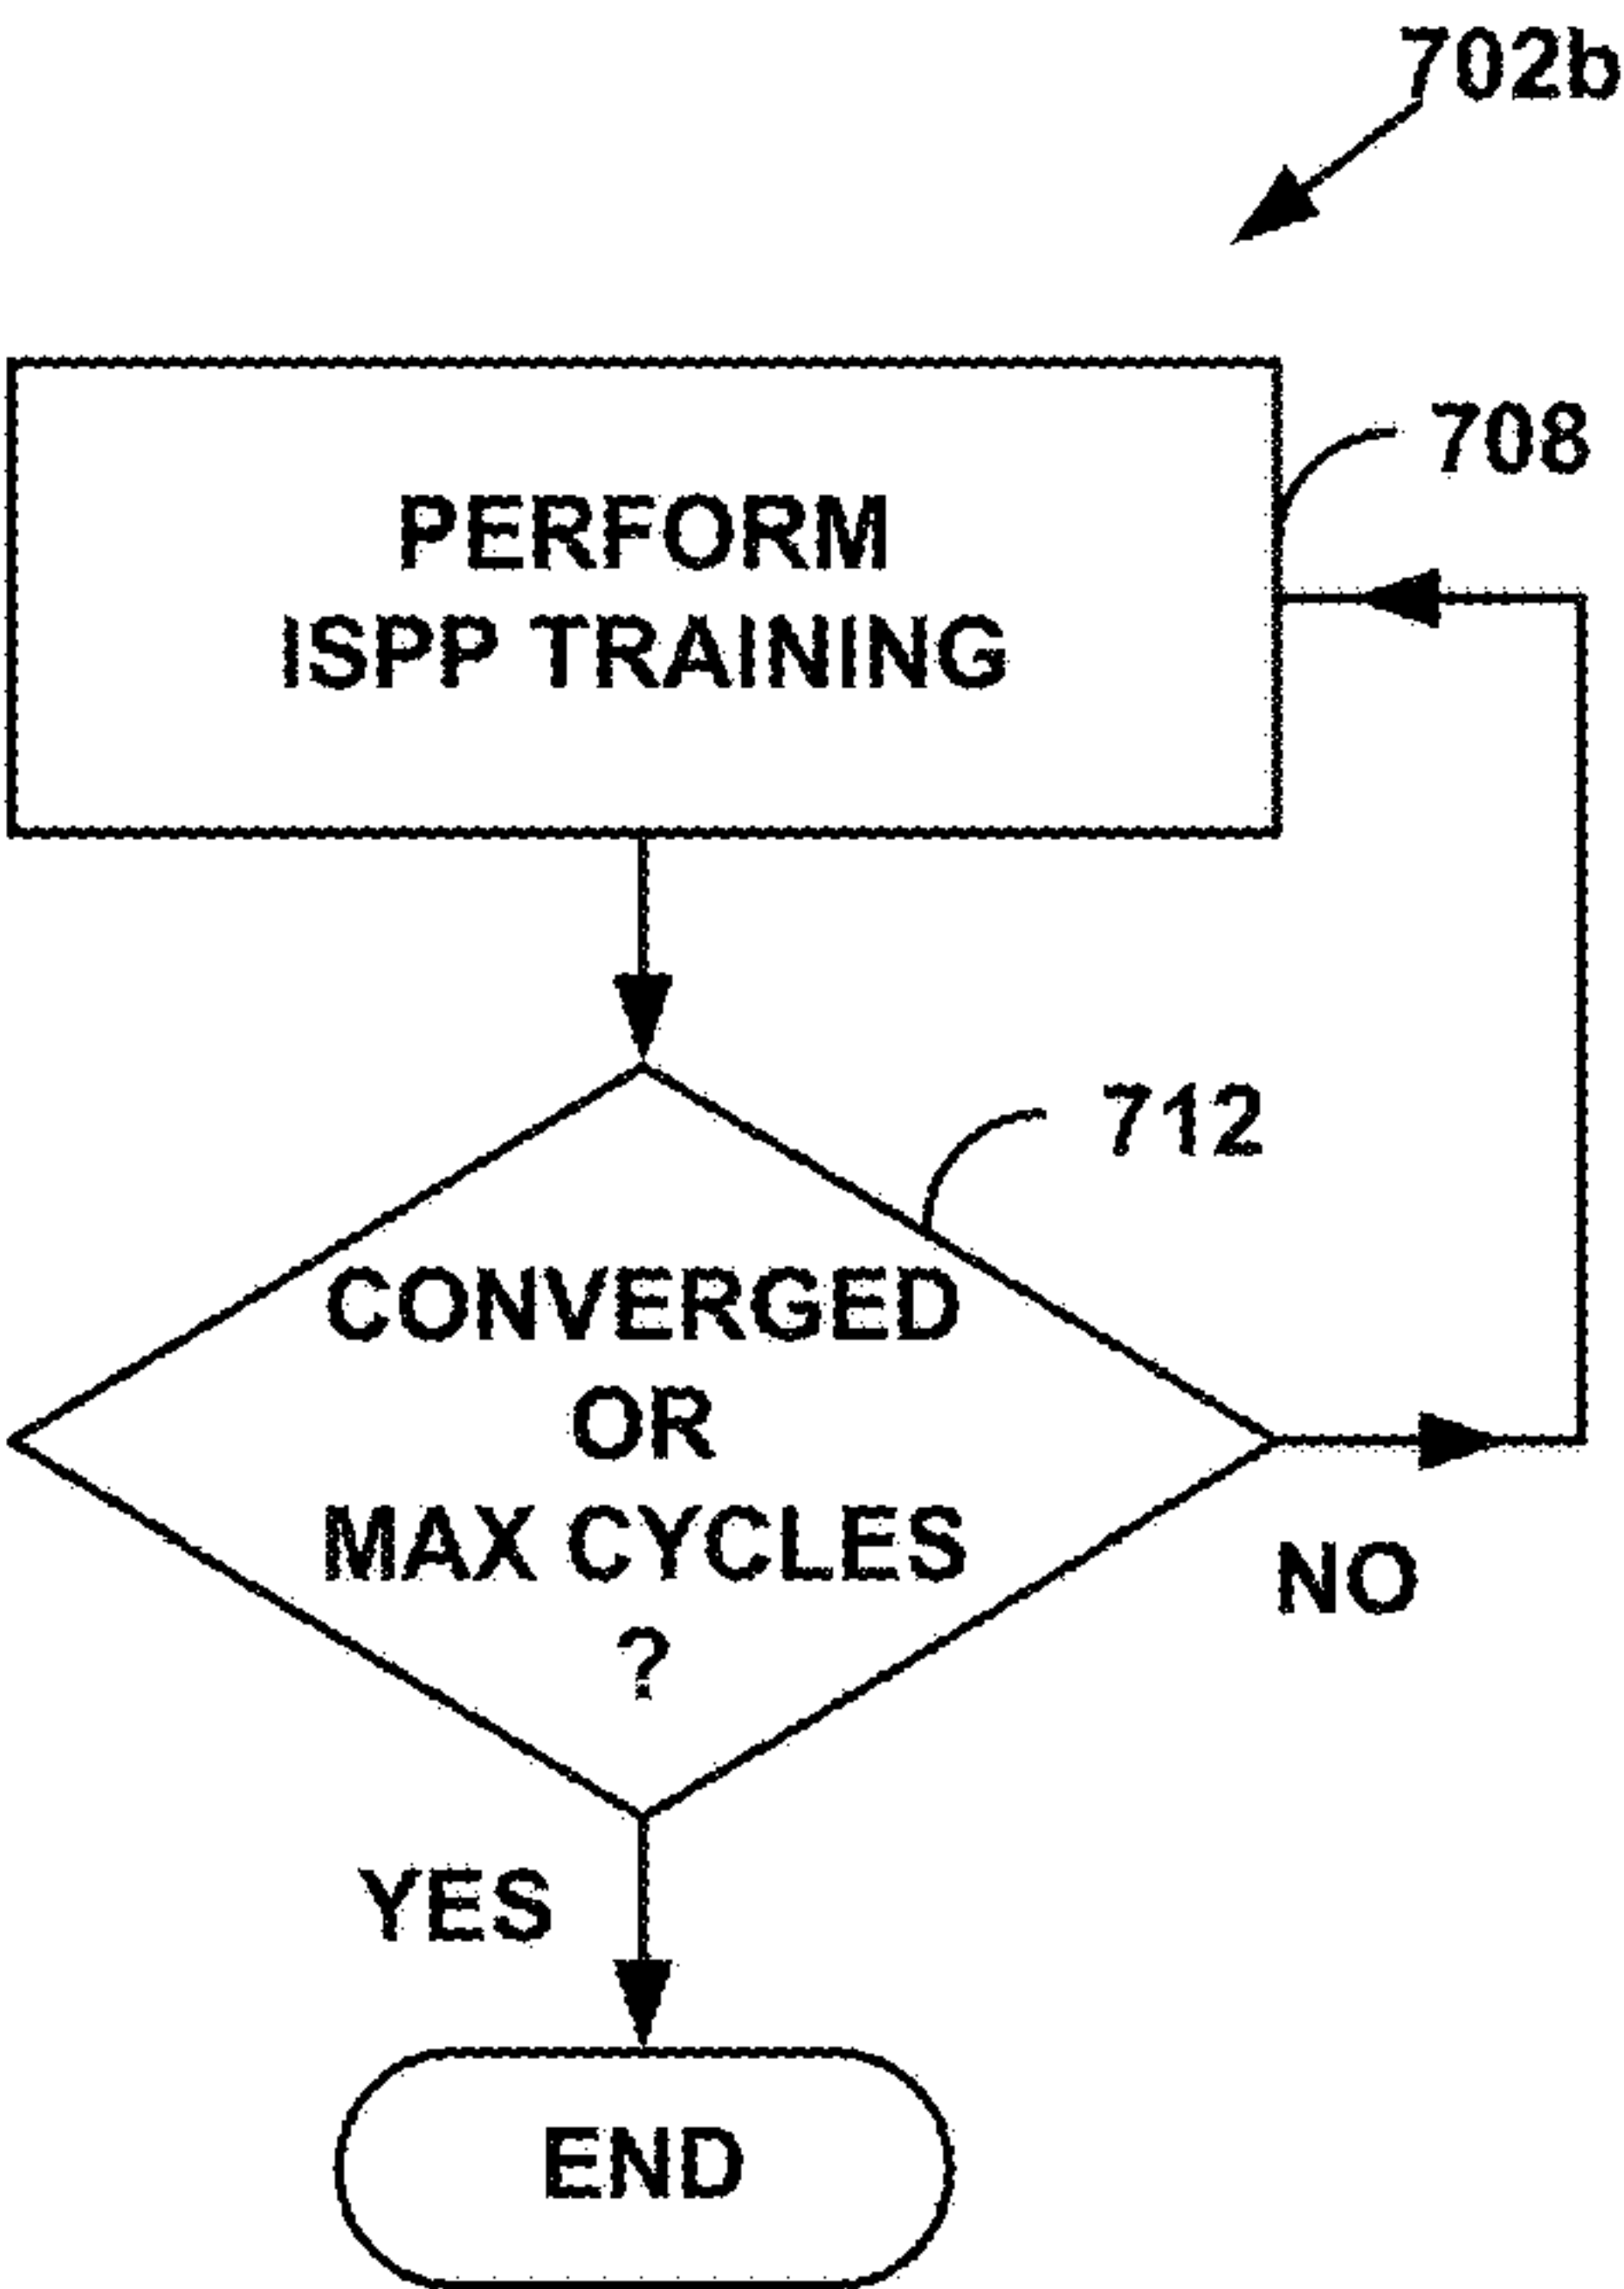 702b
708
PERFORM
ISPP TRAINING
712
CONVERGED
OR
MAX CYCLES
?
NO
YES
END